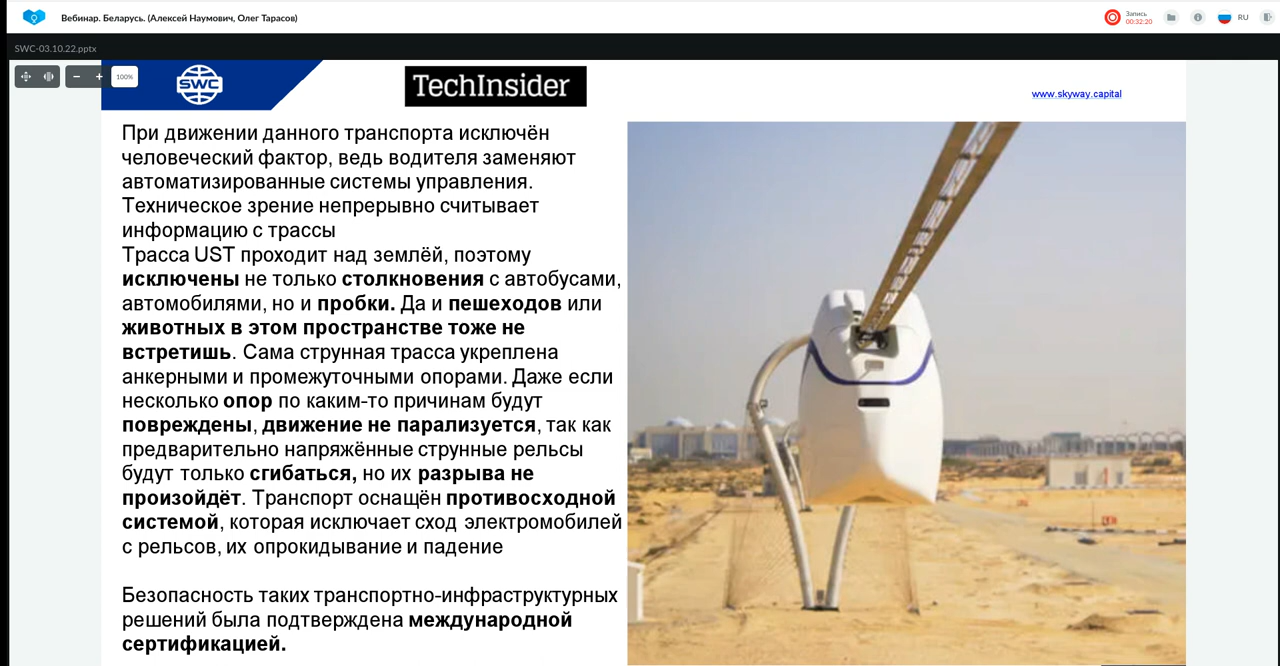 Вебинар. Беларусь. (Алексей Наумович, Олег Тарасов)
Запись
00:32:20
RU
SWC-03.10.22.pptx
100%
SWC
TechInsider
www.skyway.capital
При движении данного транспорта исключён
человеческий фактор, ведь водителя заменяют
автоматизированные системы управления.
Техническое зрение непрерывно считывает
информацию с трассы
Трасса UST проходит над землёй, поэтому
исключены не только столкновения с автобусами,
автомобилями, но и пробки. Да и пешеходов или
животных в этом пространстве тоже не
встретишь. Сама струнная трасса укреплена
анкерными и промежуточными опорами. Даже если
несколько опор по каким-то причинам будут
повреждены, движение не парализуется, так как
предварительно напряжённые струнные рельсы
будут только сгибаться, но их разрыва не
произойдёт. Транспорт оснащён противосходной
системой, которая исключает сход электромобилей
с рельсов, их опрокидывание и падение
Безопасность таких транспортно-инфраструктурных
решений была подтверждена международной
сертификацией.